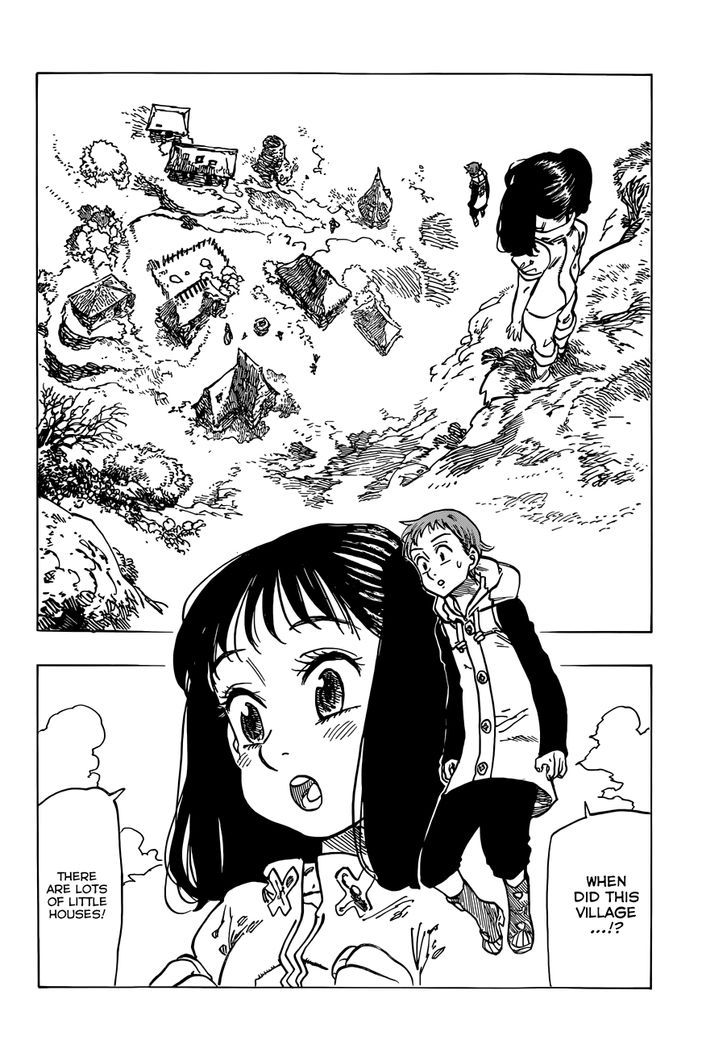 WHEN
DID THIS
VILLAGE
...!?
THERE
ARE LOTS
OF LITTLE
HOUSES!